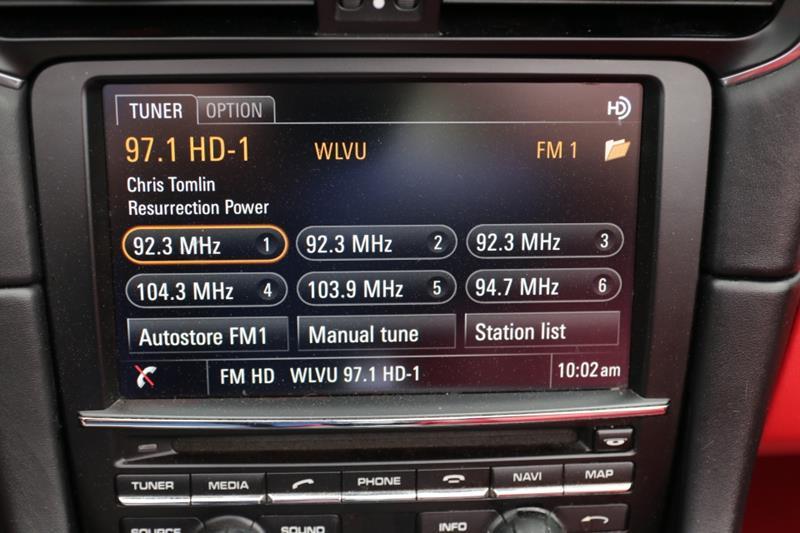 TUNER OPTION HD
97.1 HD-1 WLVU FM 1
Chris Tomlin
Resurrection Power
92.3 MHz 1 92.3 MHz 2 92.3 MHz 3
104.3 MHz 4 103.9 MHz 5 94.7 MHz 6
Autostore FM1 Manual tune Station list
FM HD WLVU 97.1 HD-1 10:02am
TUNER MEDIA PHONE NAVI MAP
SOURCE SOUND INFO